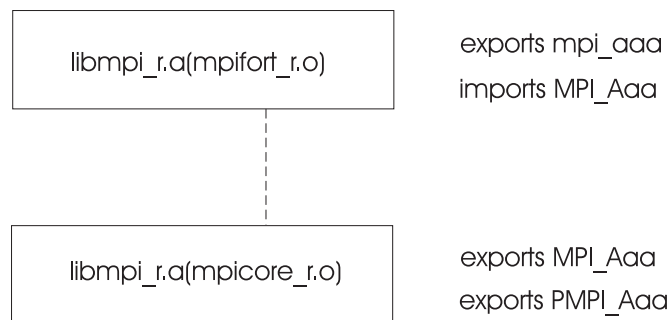 libmpi_r.a(mpifort_r.o)
exports mpi_aaa
imports MPI_Aaa
libmpi_r.a(mpicore_r.o)
exports MPI_Aaa
exports PMPI_Aaa